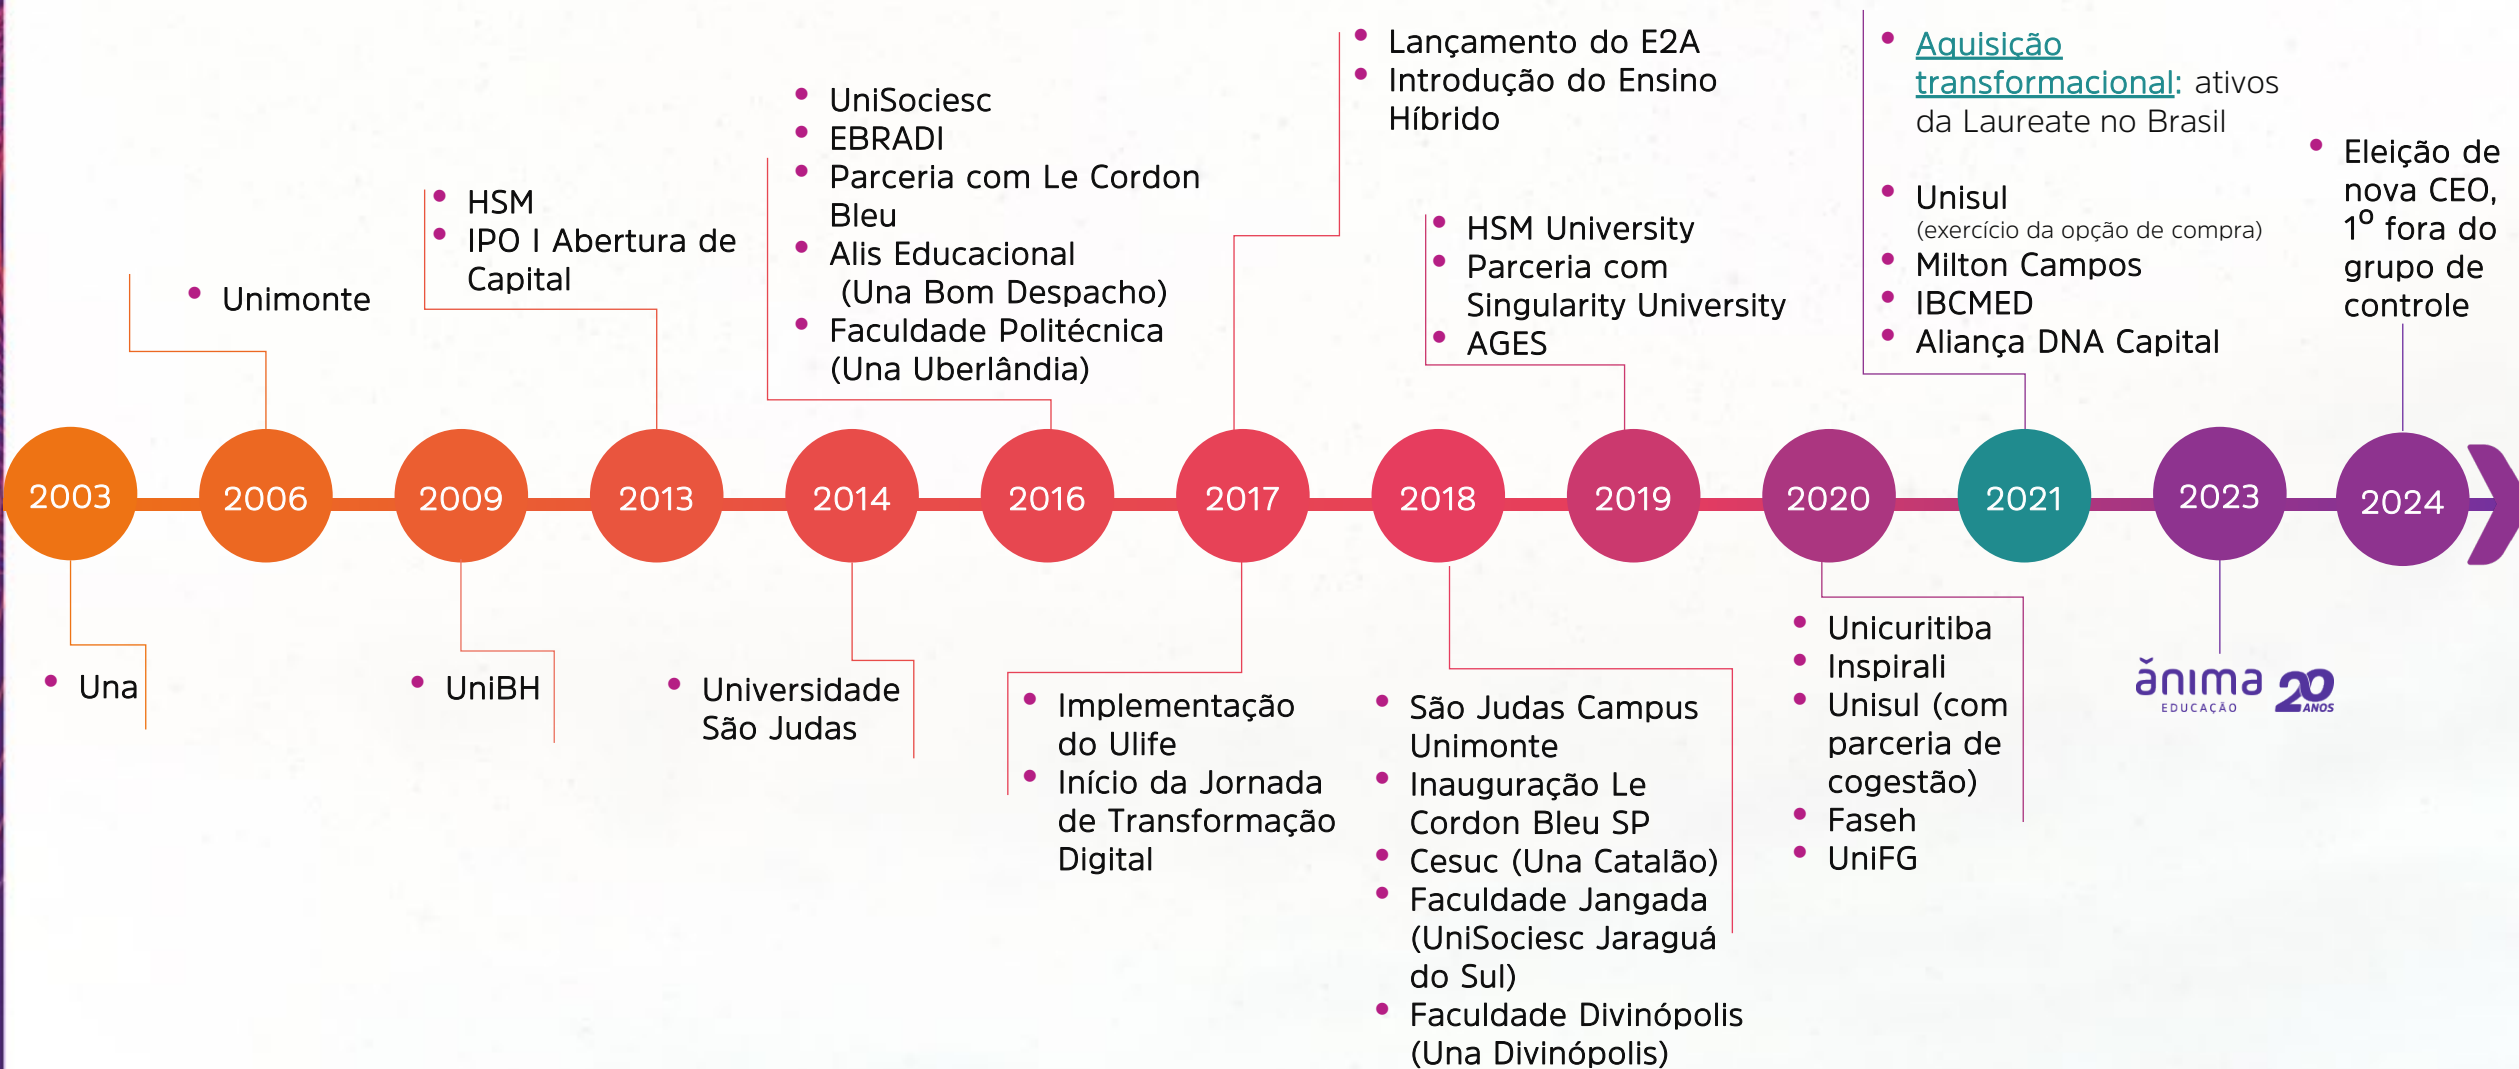 Lançamento do E2A
Introdução do Ensino
Híbrido
Aquisição
transformacional: ativos
da Laureate no Brasil
Unisul
(exercício da opção de compra)
Milton Campos
IBCMED
Aliança DNA Capital
UniSociesc
EBRADI
Parceria com Le Cordon
Bleu
Alis Educacional
(Una Bom Despacho)
Faculdade Politécnica
(Una Uberlândia)
Eleição de
nova CEO,
1º fora do
grupo de
controle
HSM
IPO I Abertura de
Capital
HSM University
Parceria com
Singularity University
AGES
Unimonte
2003
2006
2009
2013
2014
2016
2017
2018
2019
2020
2021
2023
2024
Una
UniBH
Universidade
São Judas
Implementação
do Ulife
Início da Jornada
de Transformação
Digital
São Judas Campus
Unimonte
Inauguração Le
Cordon Bleu SP
Cesuc (Una Catalão)
Faculdade Jangada
(UniSociesc Jaraguá
do Sul)
Faculdade Divinópolis
(Una Divinópolis)
Unicuritiba
Inspirali
Unisul (com
parceria de
cogestão)
Faseh
UniFG
ănıma
EDUCAÇÃO
20
ANOS